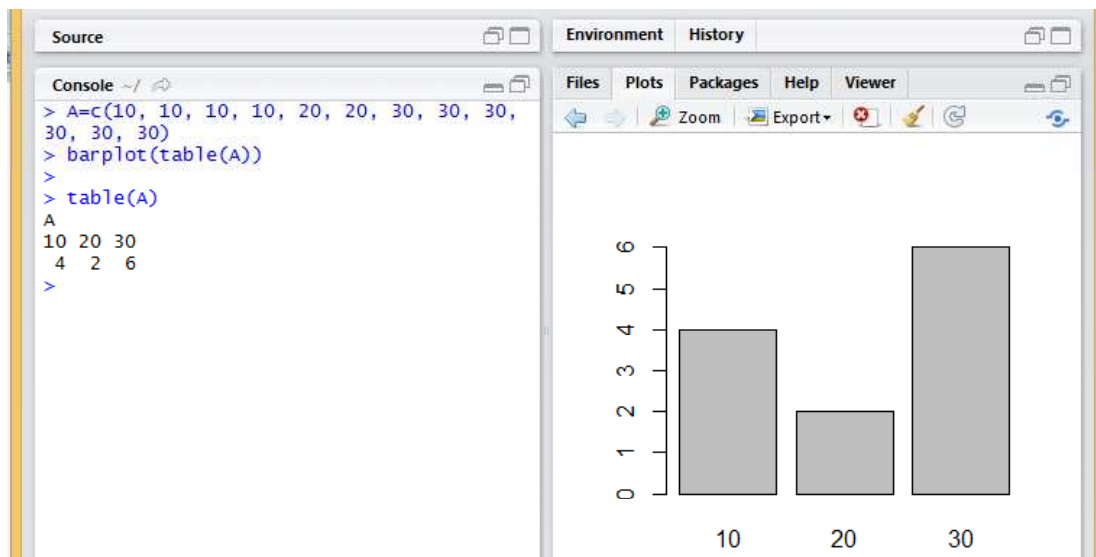 Source
Console ~/
> A=c(10, 10, 10, 10, 20, 20, 30, 30, 30,
30, 30, 30)
> barplot(table(A))
>
> table(A)
A
10 20 30
4 2 6
>
Environment History
Files Plots Packages Help Viewer
Zoom Export
6
5
4
3
2
1
0
10 20 30